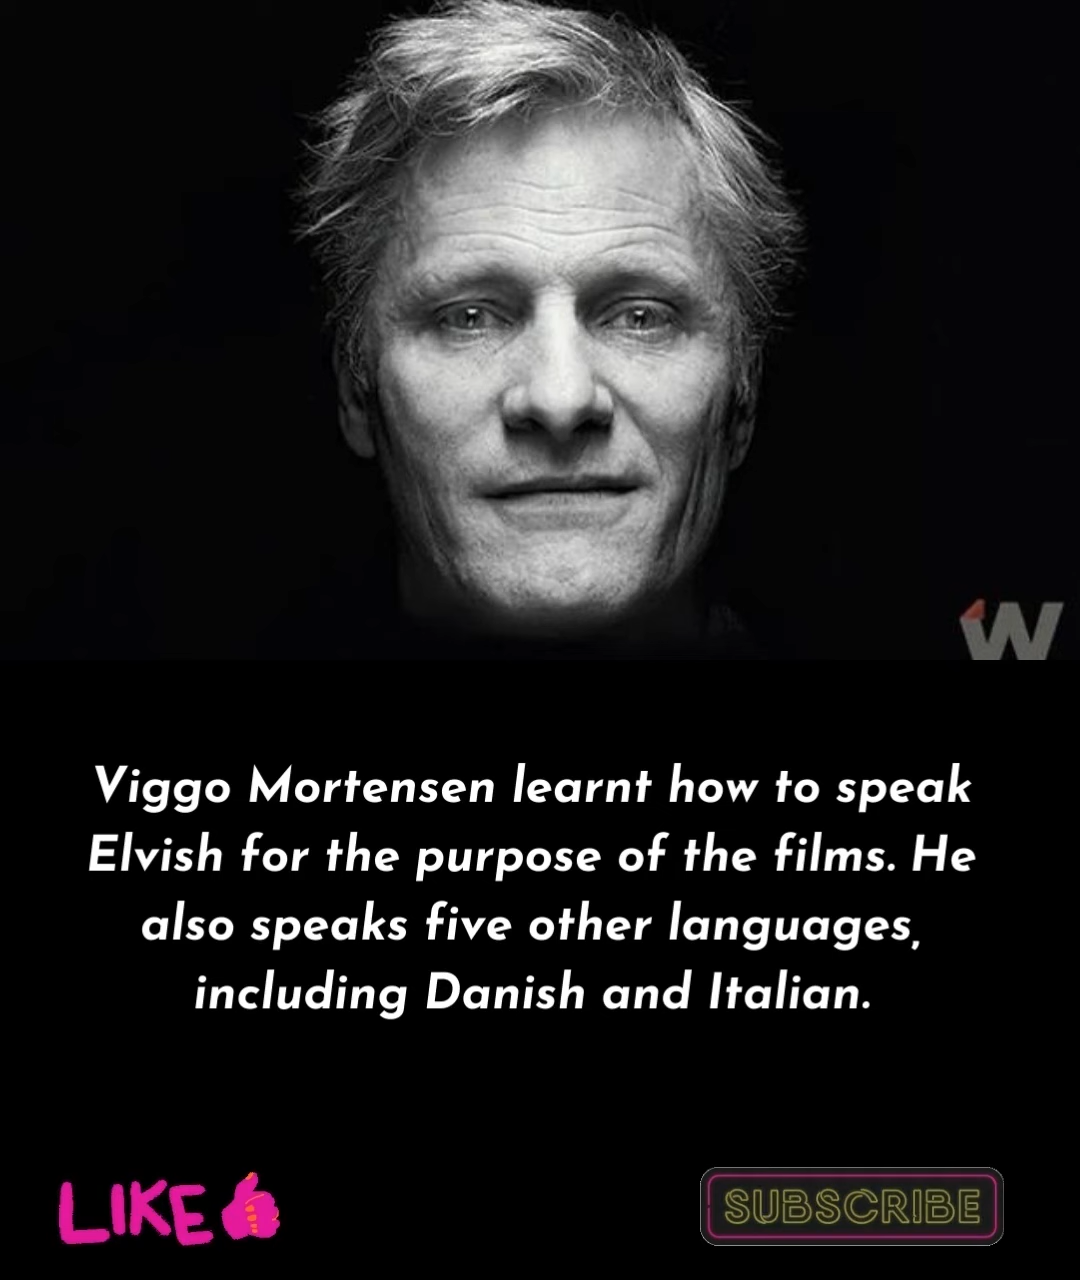 W
Viggo Mortensen learnt how to speak
Elvish for the purpose of the films. He
also speaks five other languages,
including Danish and Italian.
LIKE
SUBSCRIBE